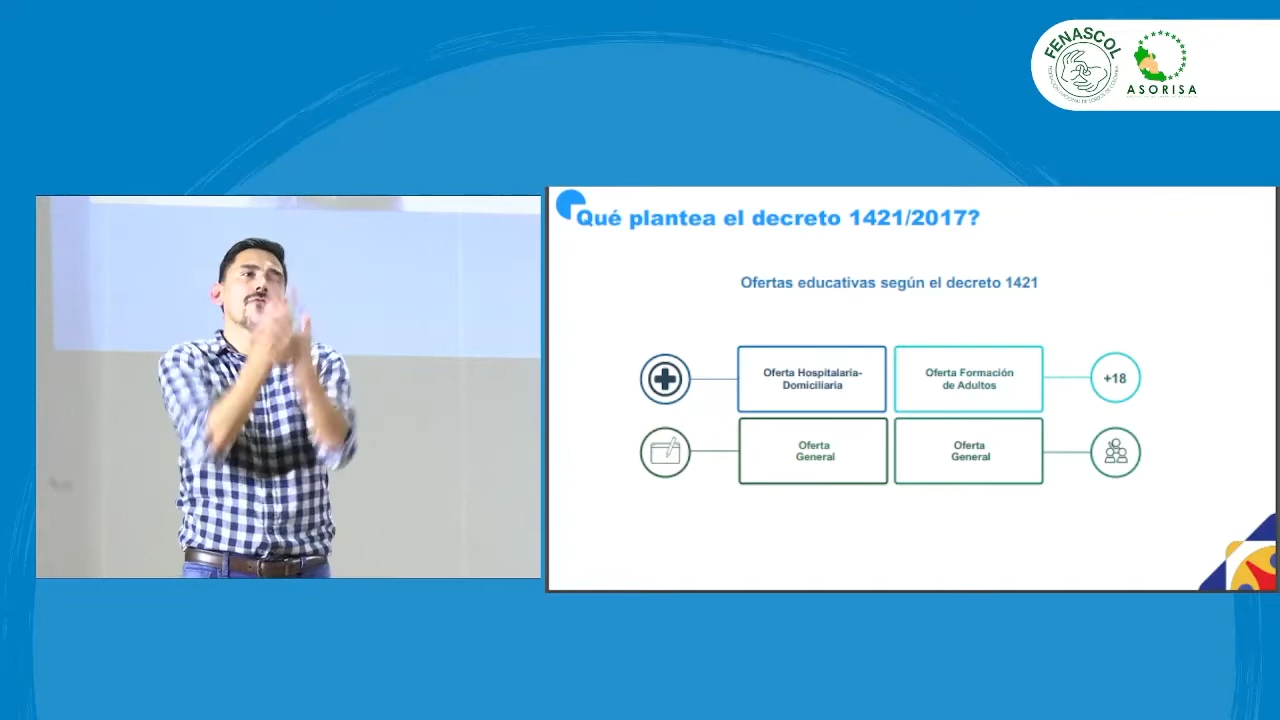 FENASCOL
ASORISA
Qué plantea el decreto 1421/2017?
Ofertas educativas según el decreto 1421
Oferta Hospitalaria-
Domiciliaria
Oferta Formación
de Adultos
+18
Oferta
General
Oferta
General